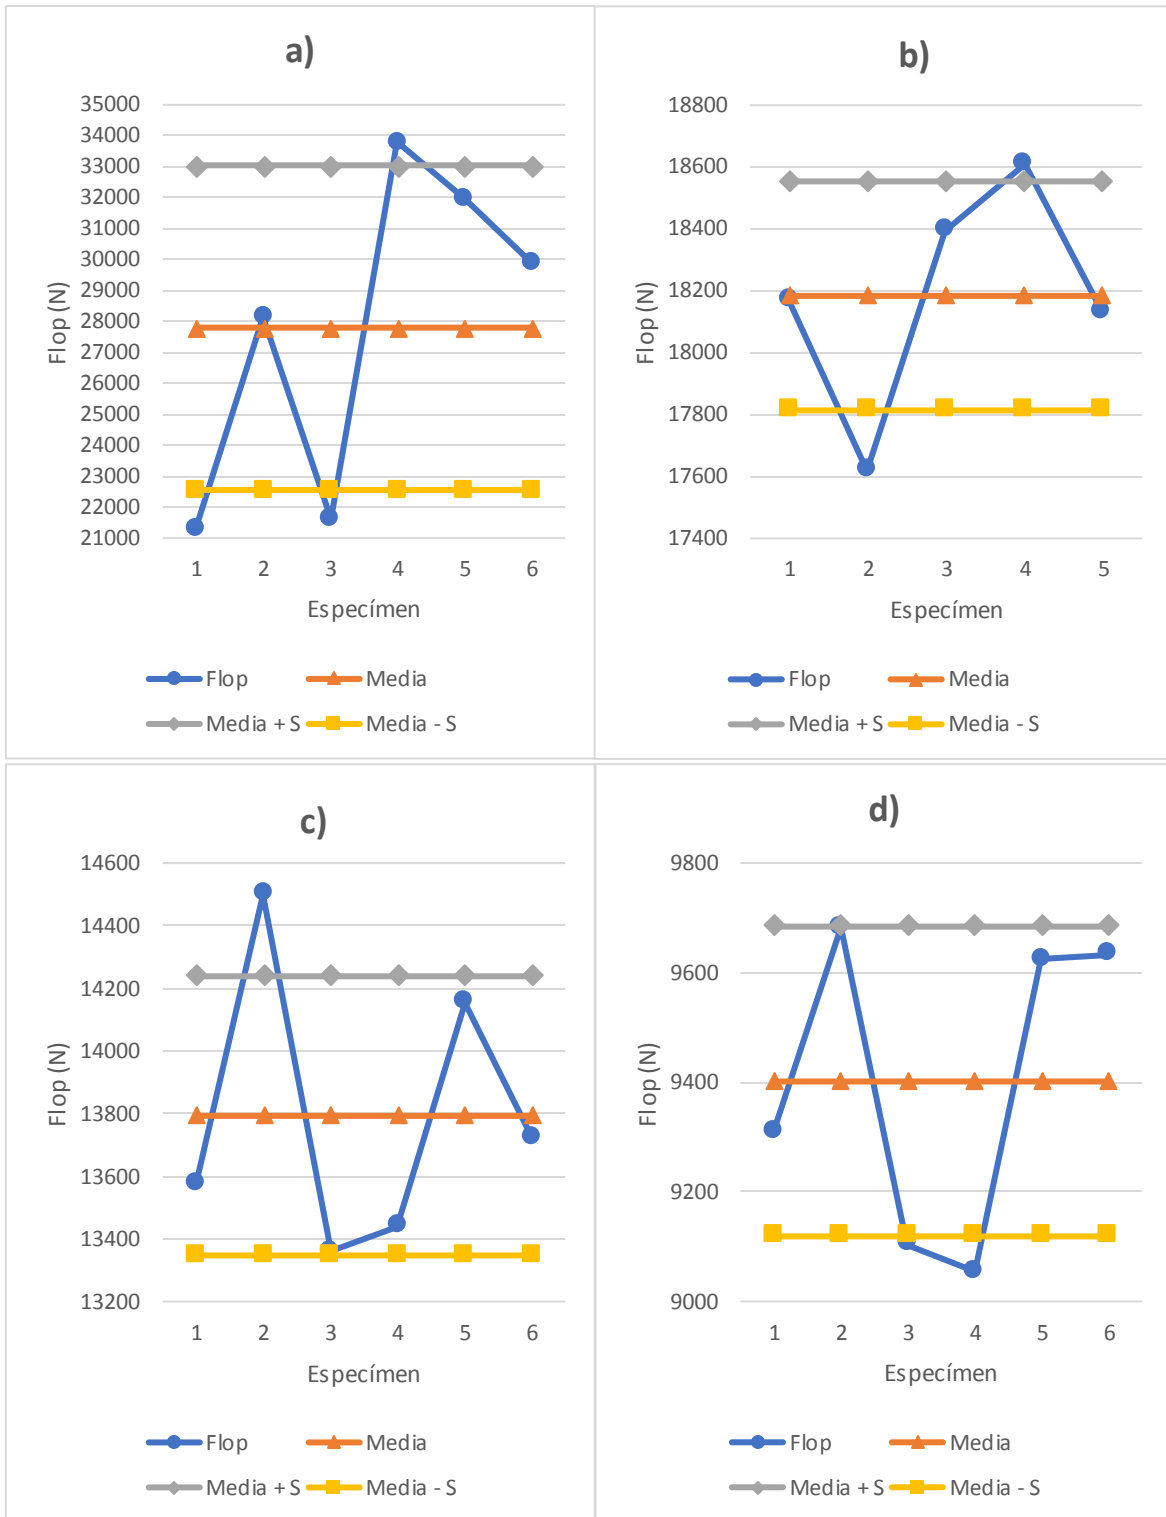 a)
35000
34000
33000
32000
31000
30000
29000
28000
27000
26000
25000
24000
23000
22000
21000
Flop (N)
1 2 3 4 5 6
Especímen
Flop Media
Media + S Media - S
b)
18800
18600
18400
18200
18000
17800
17600
17400
Flop (N)
1 2 3 4 5
Especímen
Flop Media
Media + S Media - S
c)
14600
14400
14200
14000
13800
13600
13400
13200
Flop (N)
1 2 3 4 5 6
Especímen
Flop Media
Media + S Media - S
d)
9800
9600
9400
9200
9000
Flop (N)
1 2 3 4 5 6
Especímen
Flop Media
Media + S Media - S